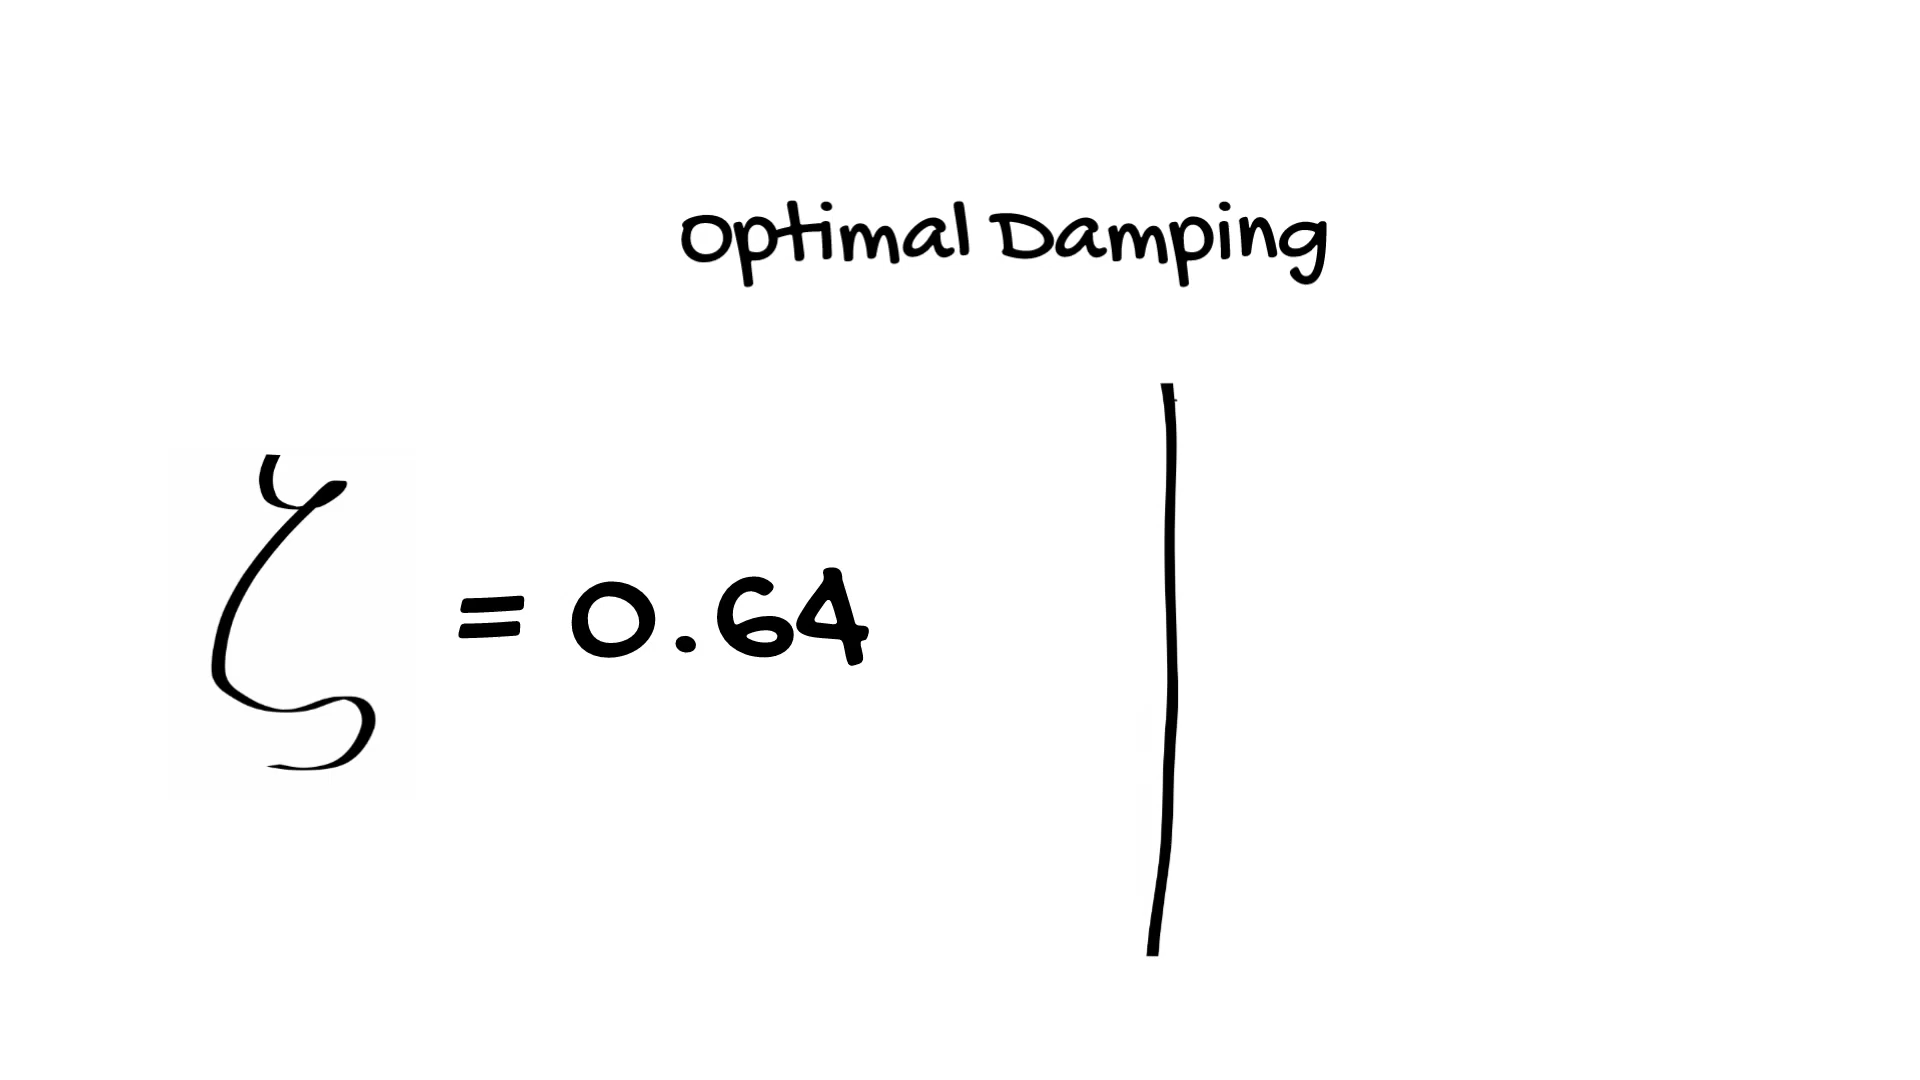 Optimal Damping
ζ = 0.64